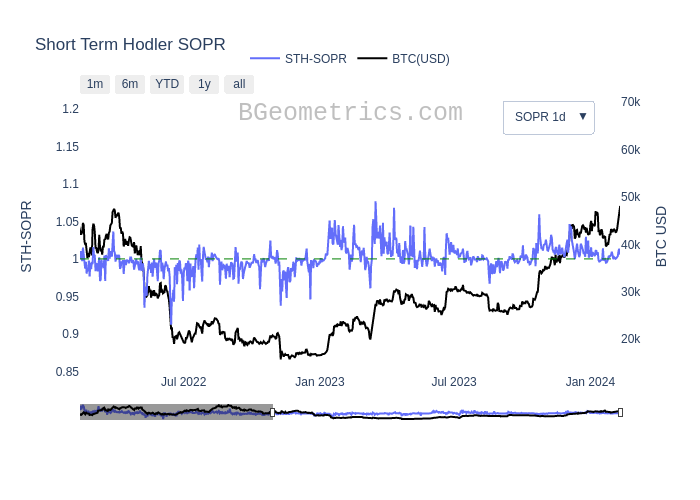 Short Term Hodler SOPR
STH-SOPR BTC(USD)
1m 6m YTD 1y all
BGeometrics.com
SOPR 1d ▼
1.2
1.15
1.1
1.05
1
0.95
0.9
0.85
STH-SOPR
70k
60k
50k
40k
30k
20k
BTC USD
Jul 2022 Jan 2023 Jul 2023 Jan 2024